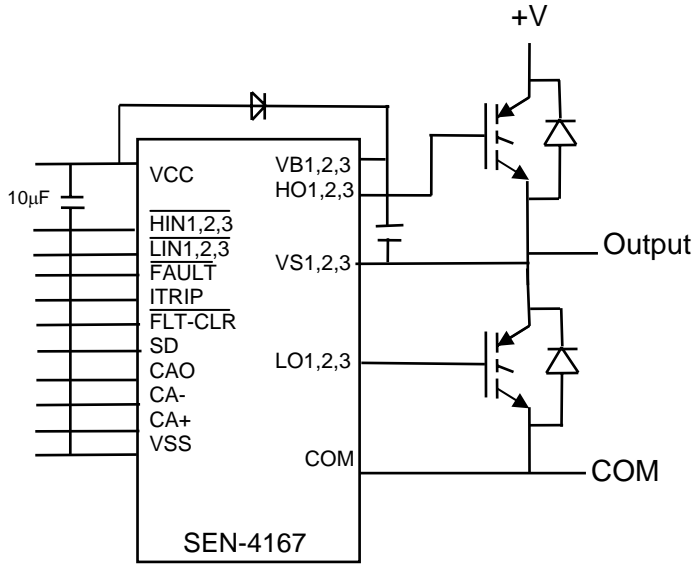 +V
VCC
VB1,2,3
HO1,2,3
10μF
HIN1,2,3
LIN1,2,3
FAULT
ITRIP
FLT-CLR
SD
CAO
CA-
CA+
VSS
VS1,2,3
Output
LO1,2,3
COM
COM
SEN-4167